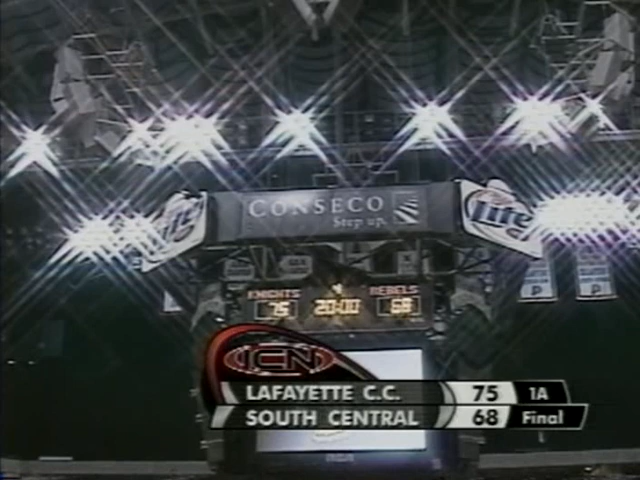 CONSECO
Step up.
Lite Lite
KNIGHTS REBELS
75 20:00 68
ICN
LAFAYETTE C.C. 75 1A
SOUTH CENTRAL 68 Final
RCA
P P